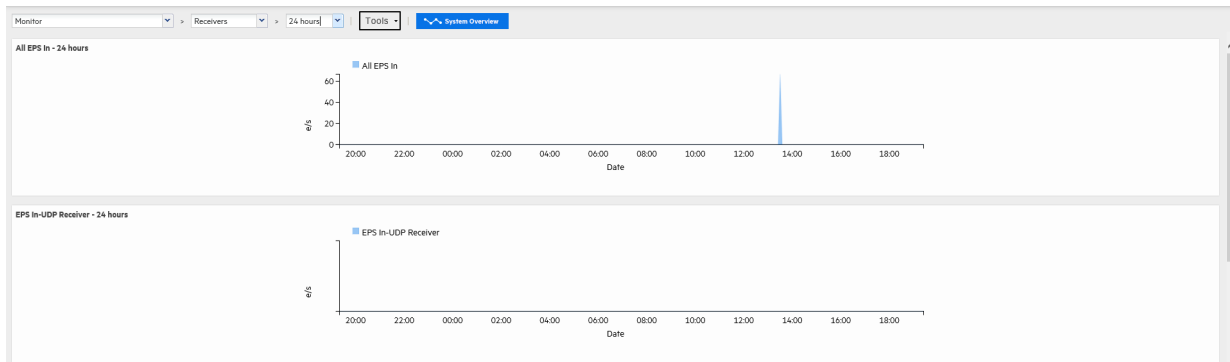 Monitor > Receivers > 24 hours | Tools | System Overview
All EPS In - 24 hours
All EPS In
60
40
20
0
e/s
20:00 22:00 00:00 02:00 04:00 06:00 08:00 10:00 12:00 14:00 16:00 18:00
Date
EPS In-UDP Receiver - 24 hours
EPS In-UDP Receiver
e/s
20:00 22:00 00:00 02:00 04:00 06:00 08:00 10:00 12:00 14:00 16:00 18:00
Date